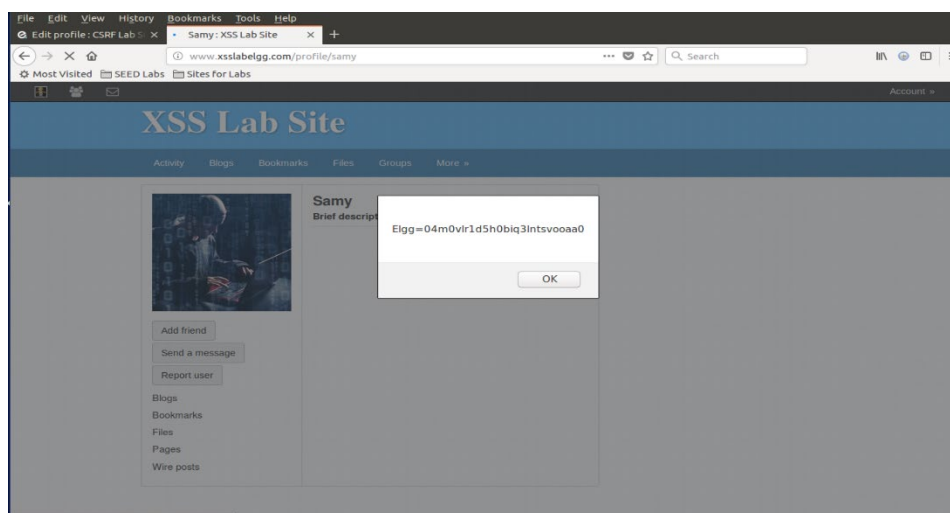 File Edit View History Bookmarks Tools Help
Edit profile : CSRF Lab Si × Samy : XSS Lab Site × +
www.xsslabelgg.com/profile/samy ... Search
Most Visited SEED Labs Sites for Labs
Account »
XSS Lab Site
Activity Blogs Bookmarks Files Groups More »
Samy
Brief descript
Elgg=04m0vlr1d5h0biq3lntsvooaa0
OK
Add friend
Send a message
Report user
Blogs
Bookmarks
Files
Pages
Wire posts